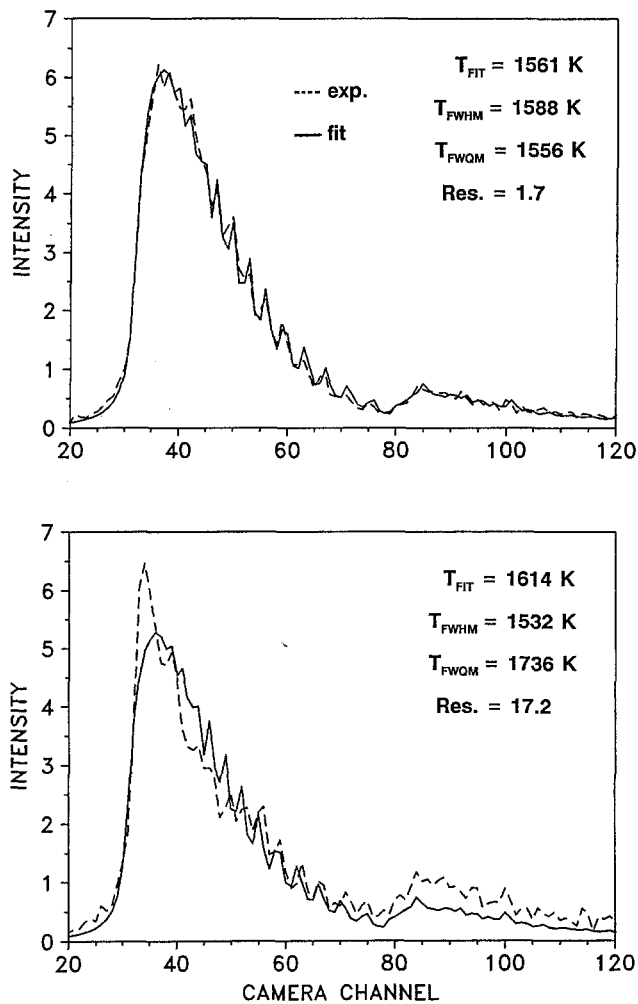 7
6
5
4
3
2
1
0
INTENSITY
20 40 60 80 100 120
exp.
fit
T_FIT = 1561 K
T_FWHM = 1588 K
T_FWQM = 1556 K
Res. = 1.7
7
6
5
4
3
2
1
0
INTENSITY
20 40 60 80 100 120
CAMERA CHANNEL
T_FIT = 1614 K
T_FWHM = 1532 K
T_FWQM = 1736 K
Res. = 17.2